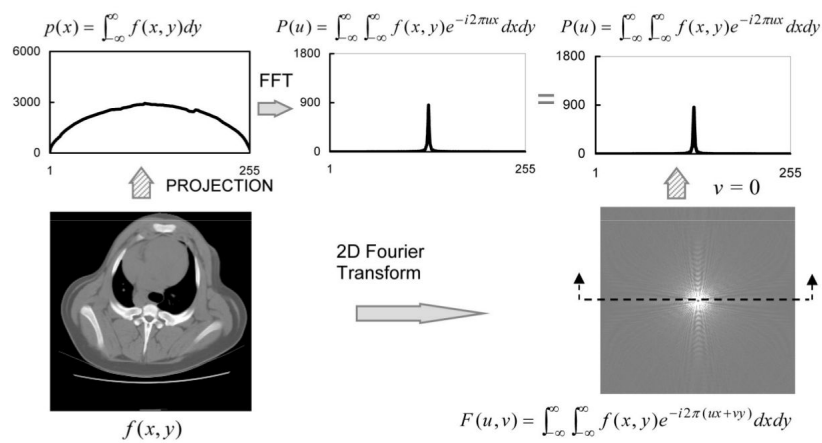 p(x) = ∫_{-∞}^{∞} f(x, y)dy
P(u) = ∫_{-∞}^{∞} ∫_{-∞}^{∞} f(x, y)e^{-i2πux} dxdy
P(u) = ∫_{-∞}^{∞} ∫_{-∞}^{∞} f(x, y)e^{-i2πux} dxdy
6000
3000
0
1
255
FFT
1800
900
0
1
255
=
1800
900
0
1
255
PROJECTION
v = 0
2D Fourier
Transform
f(x, y)
F(u,v) = ∫_{-∞}^{∞} ∫_{-∞}^{∞} f(x, y)e^{-i2π(ux+vy)} dxdy